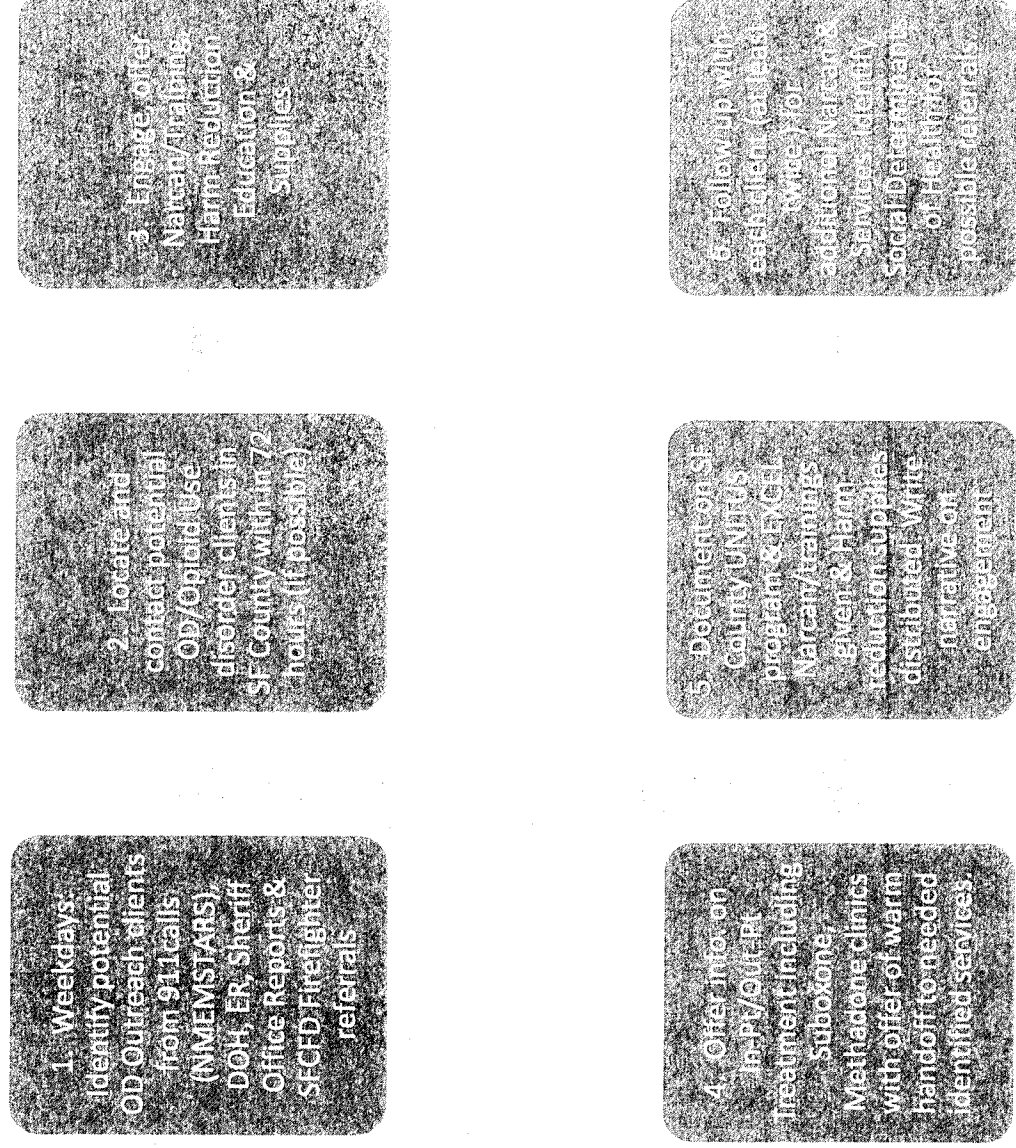 1. Weekdays:
Identify potential
OD Outreach clients
from 911calls
(NMEMSTARS),
DOH, ER, Sheriff
Office Reports &
SFCFD Firefighter
referrals
2 Locate and
contact potential
OD/Opioid Use
disorder clients in
SF County within 72
hours (if possible)
3 Engage, offer
Narcan/Training,
Harm Reduction
Education &
Supplies
4 Offer info on
In Pt/Out Pt
Treatment including
Suboxone,
Methadone clinics
with offer of warm
handoff to needed
identified services.
5 Document on SF
County UNITUS
program & EXCEL
Narcan/trainings
given & Harm
reduction supplies
distributed Write
narrative on
engagement
6 Follow up with
each client (at least
twice) for
additional Narcan &
Services. Identify
Social Determinants
of Health for
possible referrals.